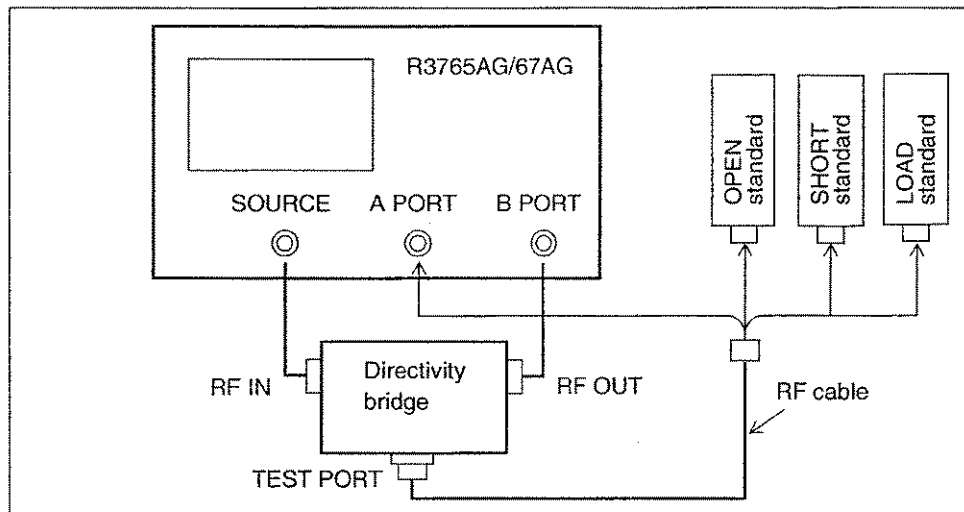 R3765AG/67AG
SOURCE
A PORT
B PORT
OPEN
standard
SHORT
standard
LOAD
standard
RF IN
Directivity
bridge
RF OUT
RF cable
TEST PORT